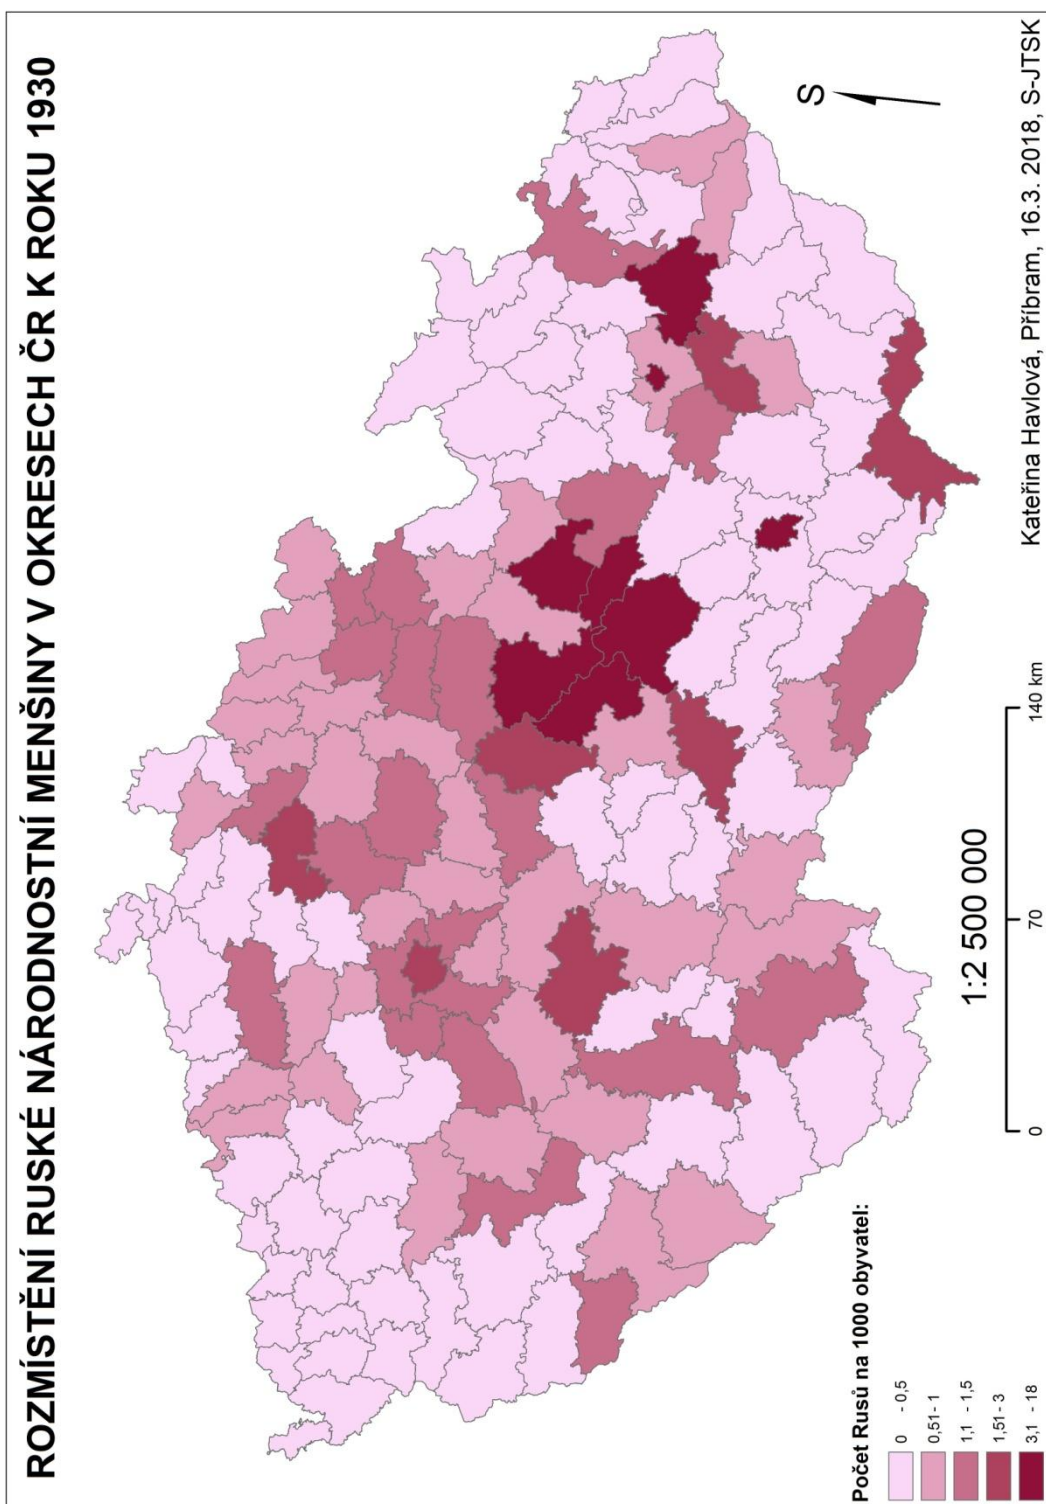 ROZMÍSTĚNÍ RUSKÉ NÁRODNOSTNÍ MENŠINY V OKRESECH ČR K ROKU 1930
S
Počet Rusů na 1000 obyvatel:
0 - 0,5
0,51 - 1
1,1 - 1,5
1,51 - 3
3,1 - 18
1:2 500 000
0 70 140 km
Kateřina Havlová, Příbram, 16.3. 2018, S-JTSK